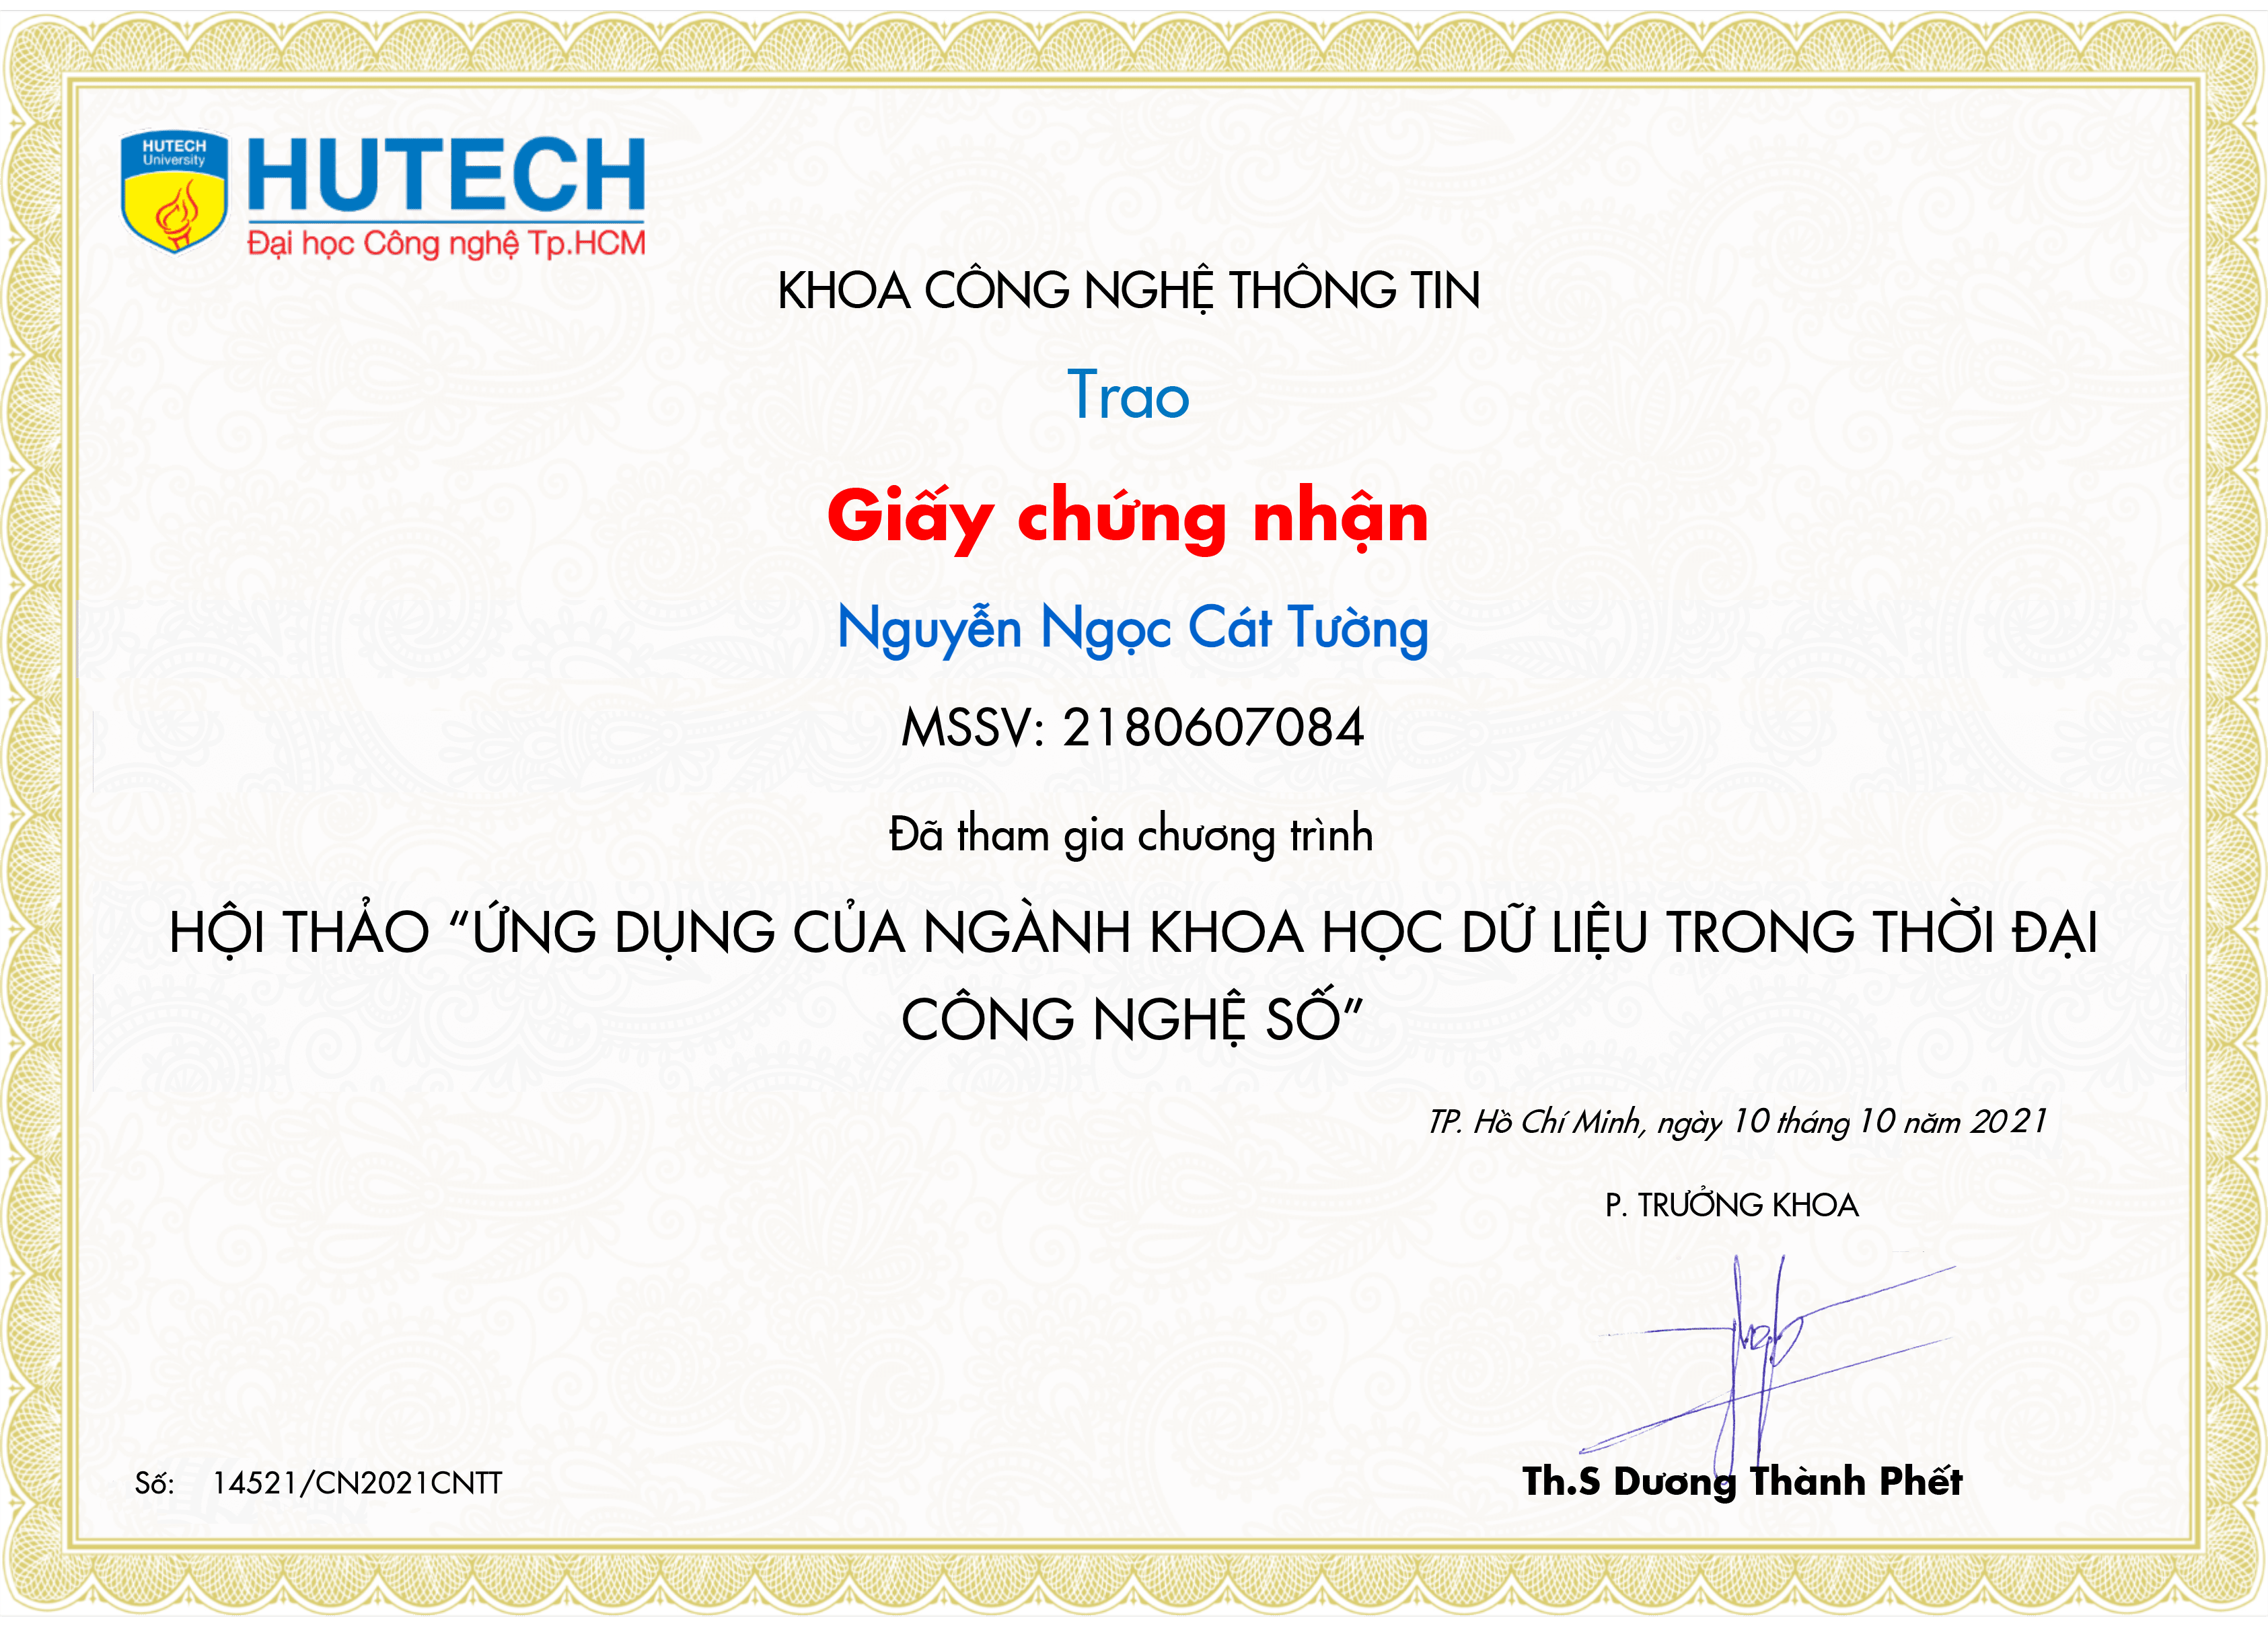 HUTECH
University
HUTECH
Đại học Công nghệ Tp.HCM
KHOA CÔNG NGHỆ THÔNG TIN
Trao
Giấy chứng nhận
Nguyễn Ngọc Cát Tường
MSSV: 2180607084
Đã tham gia chương trình
HỘI THẢO “ỨNG DỤNG CỦA NGÀNH KHOA HỌC DỮ LIỆU TRONG THỜI ĐẠI
CÔNG NGHỆ SỐ”
TP. Hồ Chí Minh, ngày 10 tháng 10 năm 2021
P. TRƯỞNG KHOA
Th.S Dương Thành Phết
Số: 14521/CN2021CNTT